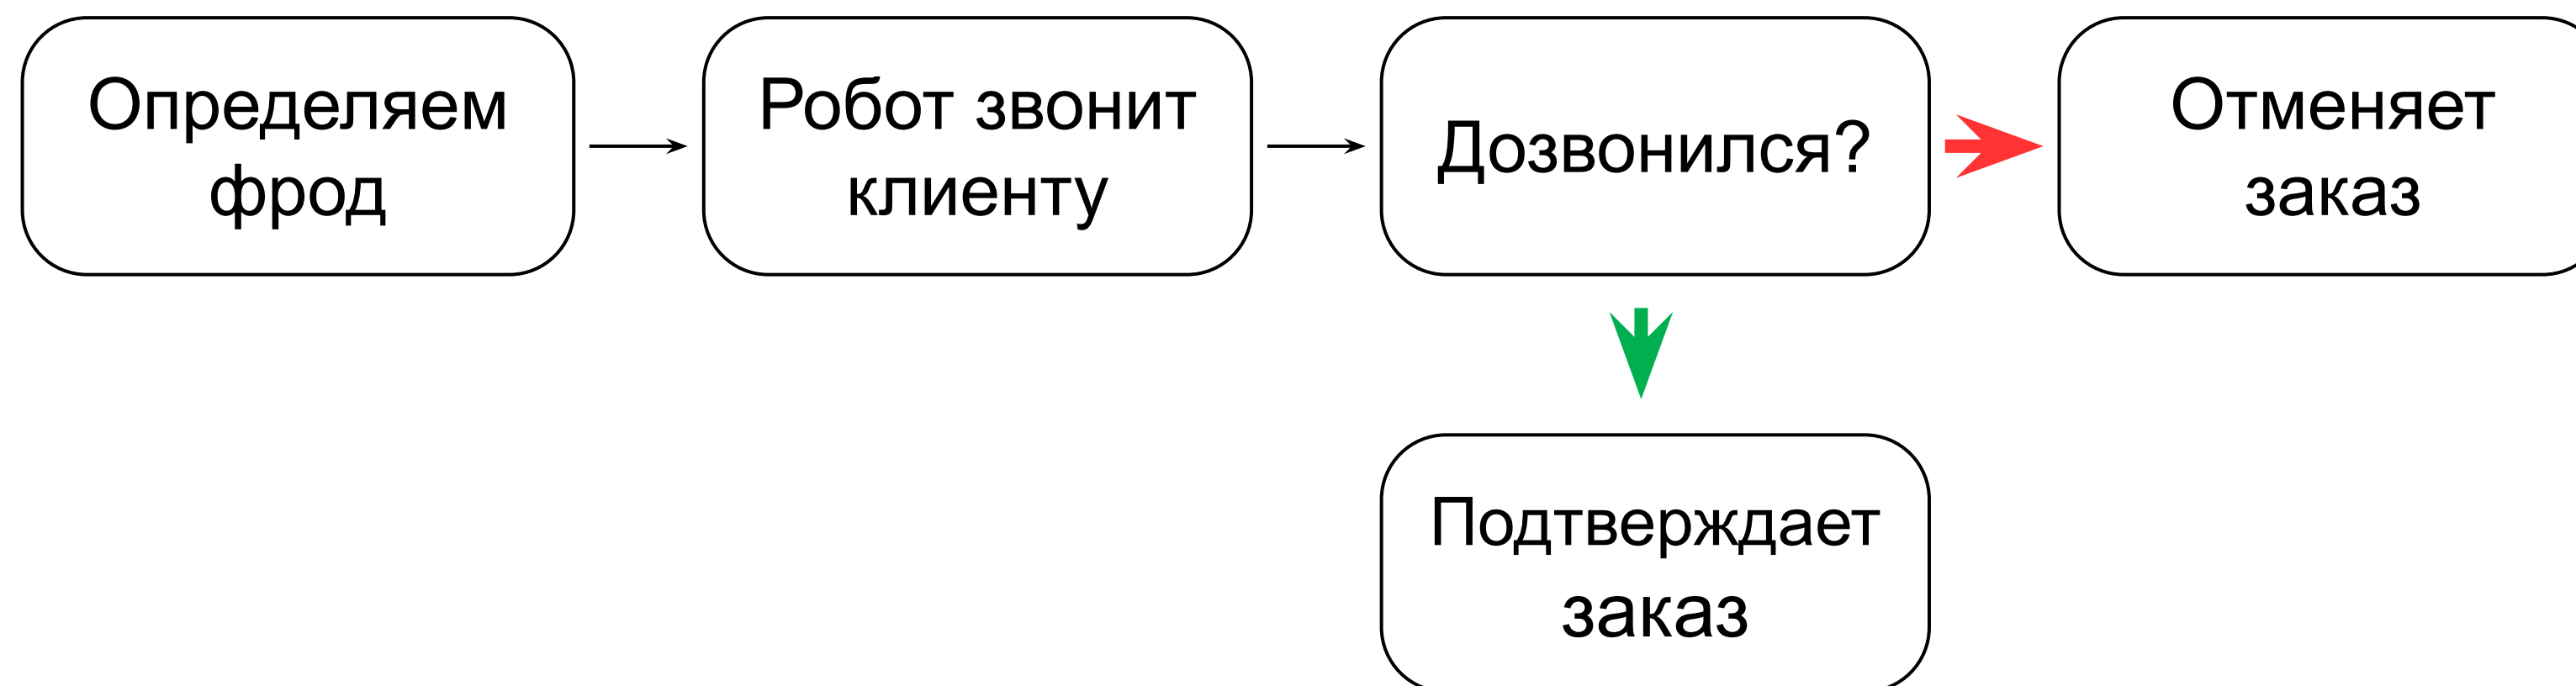 Определяем
фрод
Робот звонит
клиенту
Дозвонился?
Отменяет
заказ
Подтверждает
заказ